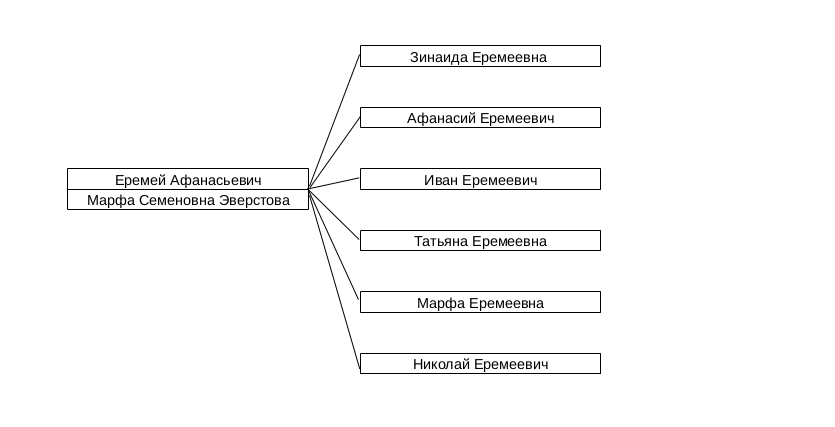 Зинаида Еремеевна
Афанасий Еремеевич
Еремей Афанасьевич
Марфа Семеновна Эверстова
Иван Еремеевич
Татьяна Еремеевна
Марфа Еремеевна
Николай Еремеевич